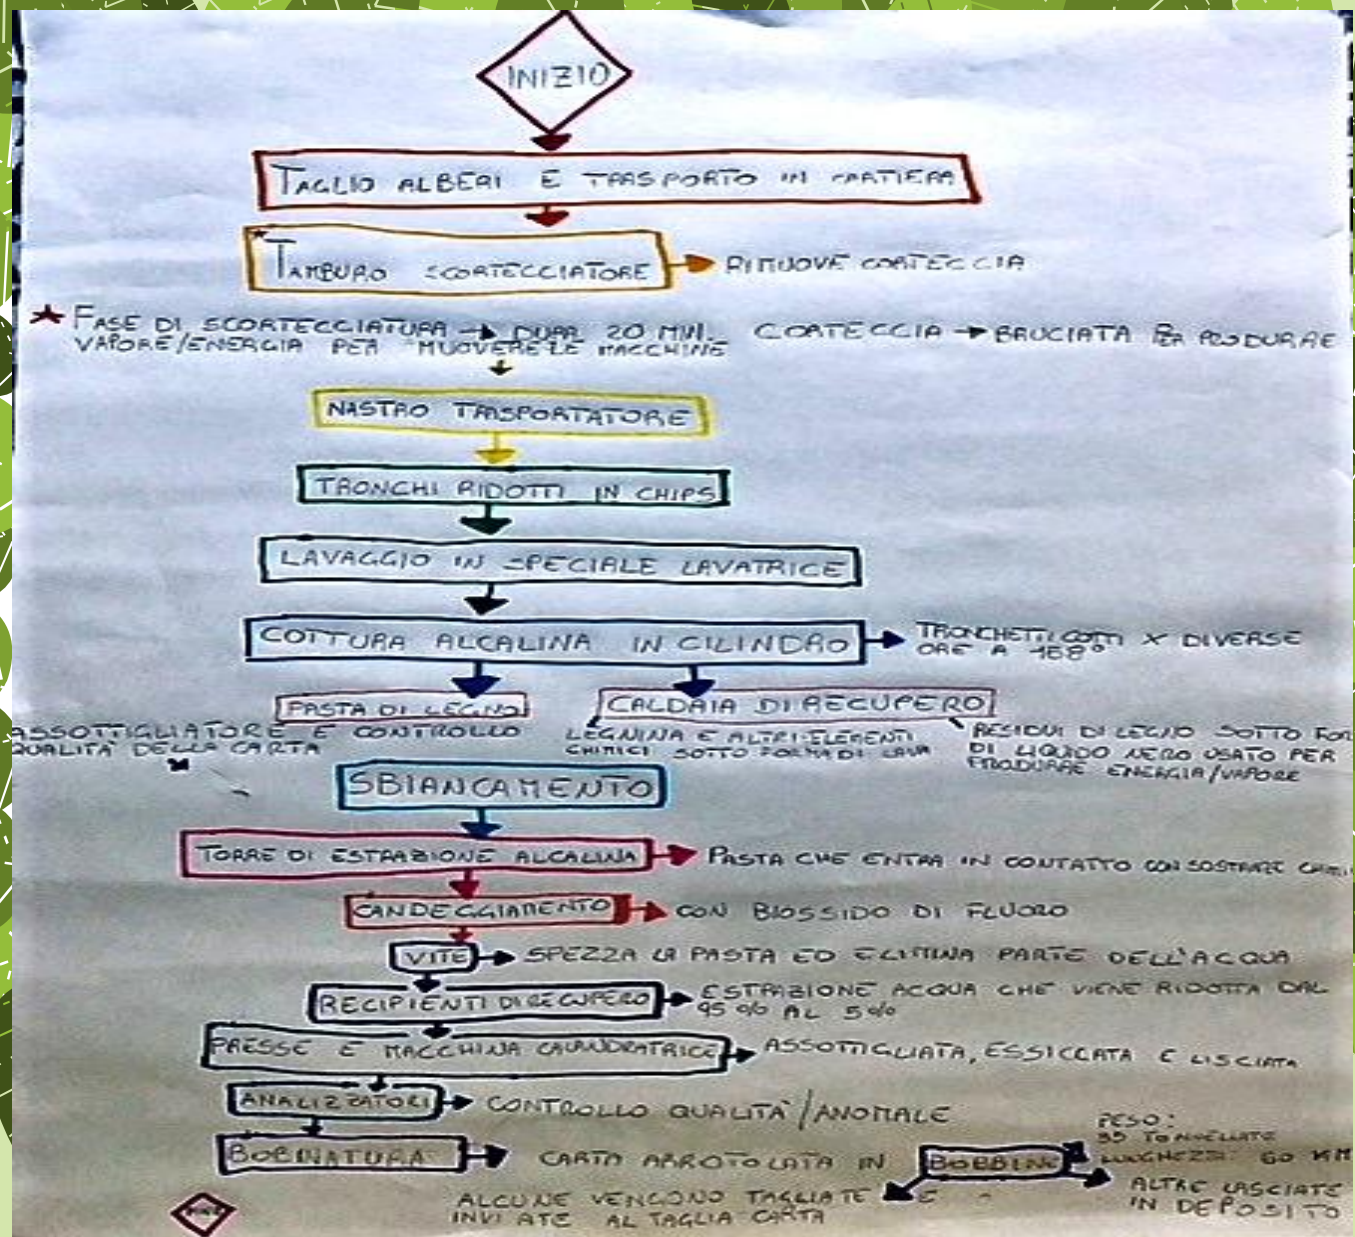 INIZIO
TAGLIO ALBERI E TRASPORTO IN CARTIERA
TAMBURO SCORTECCIATORE → RIMUOVE CORTECCIA
★ FASE DI SCORTECCIATURA → DURA 20 MIN. CORTECCIA → BRUCIATA PER PRODURRE
VAPORE/ENERGIA PER MUOVERE LE MACCHINE
NASTRO TRASPORTATORE
TRONCHI RIDOTTI IN CHIPS
LAVAGGIO IN SPECIALE LAVATRICE
COTTURA ALCALINA IN CILINDRO → TRONCHETTI COTTI X DIVERSE
ORE A 168°
PASTA DI LEGNO
ASSOTTIGLIATORE E CONTROLLO
QUALITÀ DELLA CARTA
CALDAIA DI RECUPERO
LEGNINA E ALTRI ELEMENTI
CHIMICI SOTTO FORMA DI LAVA
RESIDUI DI LEGNO SOTTO FOR
DI LIQUIDO NERO USATO PER
PRODURRE ENERGIA/VAPORE
SBIANCAMENTO
TORRE DI ESTRAZIONE ALCALINA → PASTA CHE ENTRA IN CONTATTO CON SOSTANZE
CANDEGGIAMENTO → CON BIOSSIDO DI FLUORO
VITE → SPEZZA LA PASTA ED ELIMINA PARTE DELL'ACQUA
RECIPIENTI DI RECUPERO → ESTRAZIONE ACQUA CHE VIENE RIDOTTA DAL
95% AL 5%
PRESSE E MACCHINA CALANDRATRICE → ASSOTTIGLIATA, ESSICCATA E LISCIATA
ANALIZZATORI → CONTROLLO QUALITÀ/ANOMALE
BOBINATURA → CARTA ARROTOLATA IN BOBBINE
PESO:
35 TONNELLATE
LUNGHEZZA: 60 KM
ALCUNE VENGONO TAGLIATE E
INVIATE AL TAGLIA CARTA
ALTRE LASCIATE
IN DEPOSITO